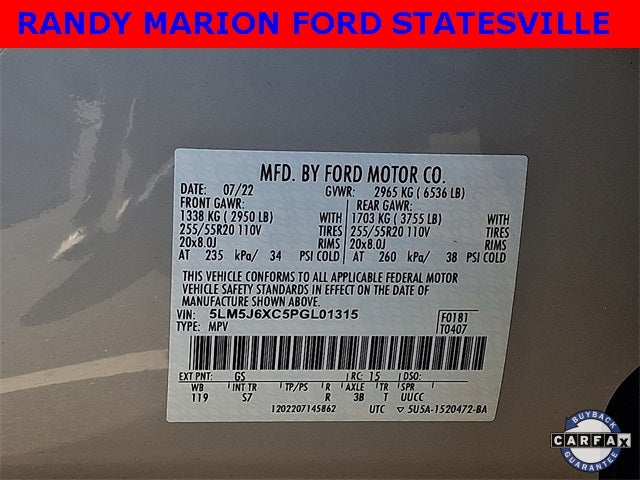 RANDY MARION FORD STATESVILLE
MFD. BY FORD MOTOR CO.
DATE: 07/22 GVWR: 2965 KG ( 6536 LB)
FRONT GAWR: REAR GAWR:
1338 KG ( 2950 LB) WITH 1703 KG ( 3755 LB) WITH
255/55R20 110V TIRES 255/55R20 110V TIRES
20x8.0J RIMS 20x8.0J RIMS
AT 235 kPa/ 34 PSI COLD AT 260 kPa/ 38 PSI COLD
THIS VEHICLE CONFORMS TO ALL APPLICABLE FEDERAL MOTOR
VEHICLE SAFETY STANDARDS IN EFFECT ON THE DATE OF
MANUFACTURE SHOWN ABOVE.
VIN: 5LM5J6XC5PGL01315 F0181
TYPE: MPV T0407
EXT PNT: GS RC: 15 DSO:
WB INT TR TP/PS R AXLE TR SPR
119 S7 R 3B T UUCC
1202207145862 UTC ▽ 5U5A-1520472-BA
BUYBACK
CARFAX
GUARANTEE